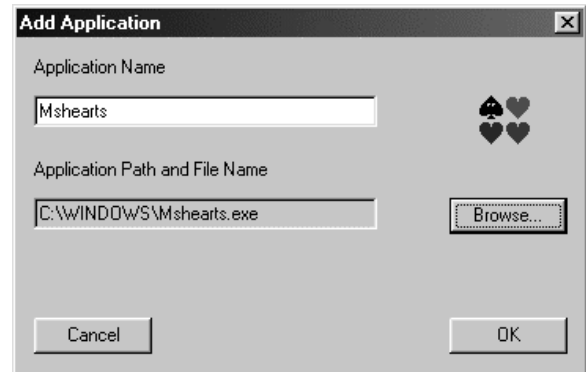 Add Application
Application Name
Mshearts
Application Path and File Name
C:\WINDOWS\Mshearts.exe
Browse...
Cancel
OK